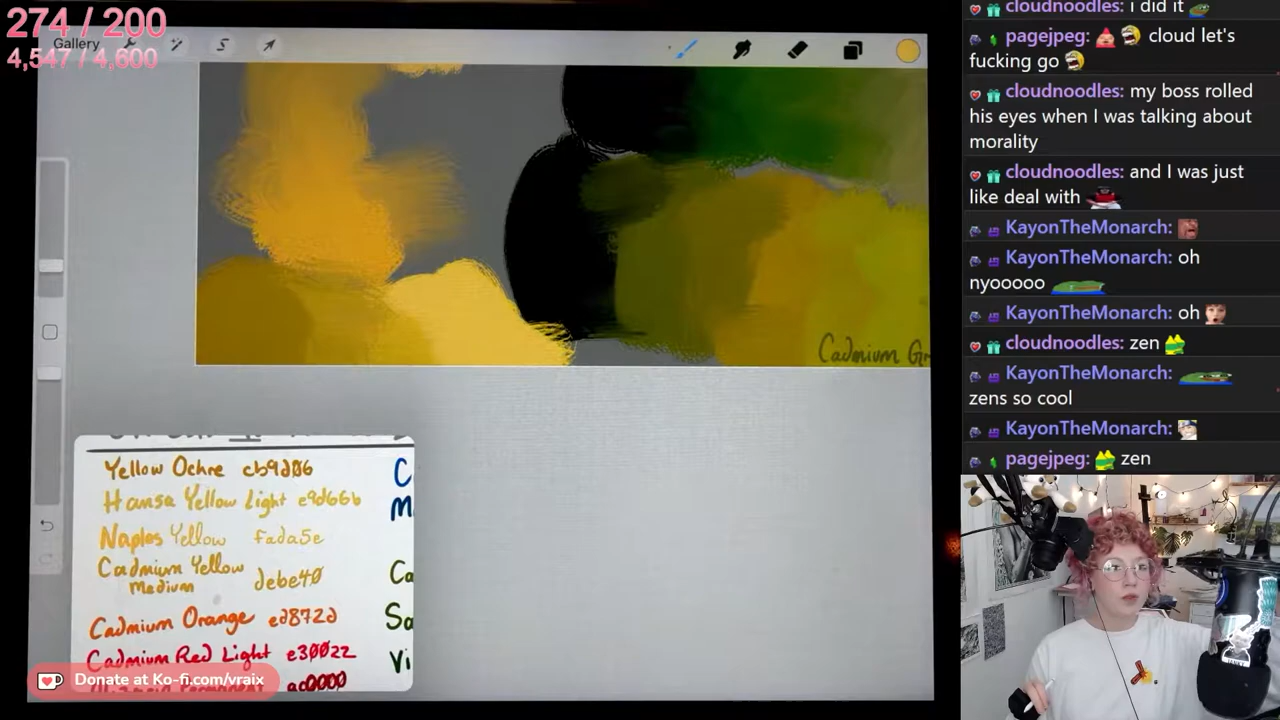 274 / 200
4,547 / 4,600
Gallery
Cadmium Gr
Yellow Ochre cb9d06
Hansa Yellow Light e9d66b
Naples Yellow fada5e
Cadmium Yellow
Medium debe40
Cadmium Orange ed872d
Cadmium Red Light e30022
ac0000
C
M
Ca
Sa
Vi
Donate at Ko-fi.com/vraix
cloudnoodles: i did it
pagejpeg: cloud let's
fucking go
cloudnoodles: my boss rolled
his eyes when I was talking about
morality
cloudnoodles: and I was just
like deal with
KayonTheMonarch:
KayonTheMonarch: oh
nyooooo
KayonTheMonarch: oh
cloudnoodles: zen
KayonTheMonarch:
zens so cool
KayonTheMonarch:
pagejpeg: zen